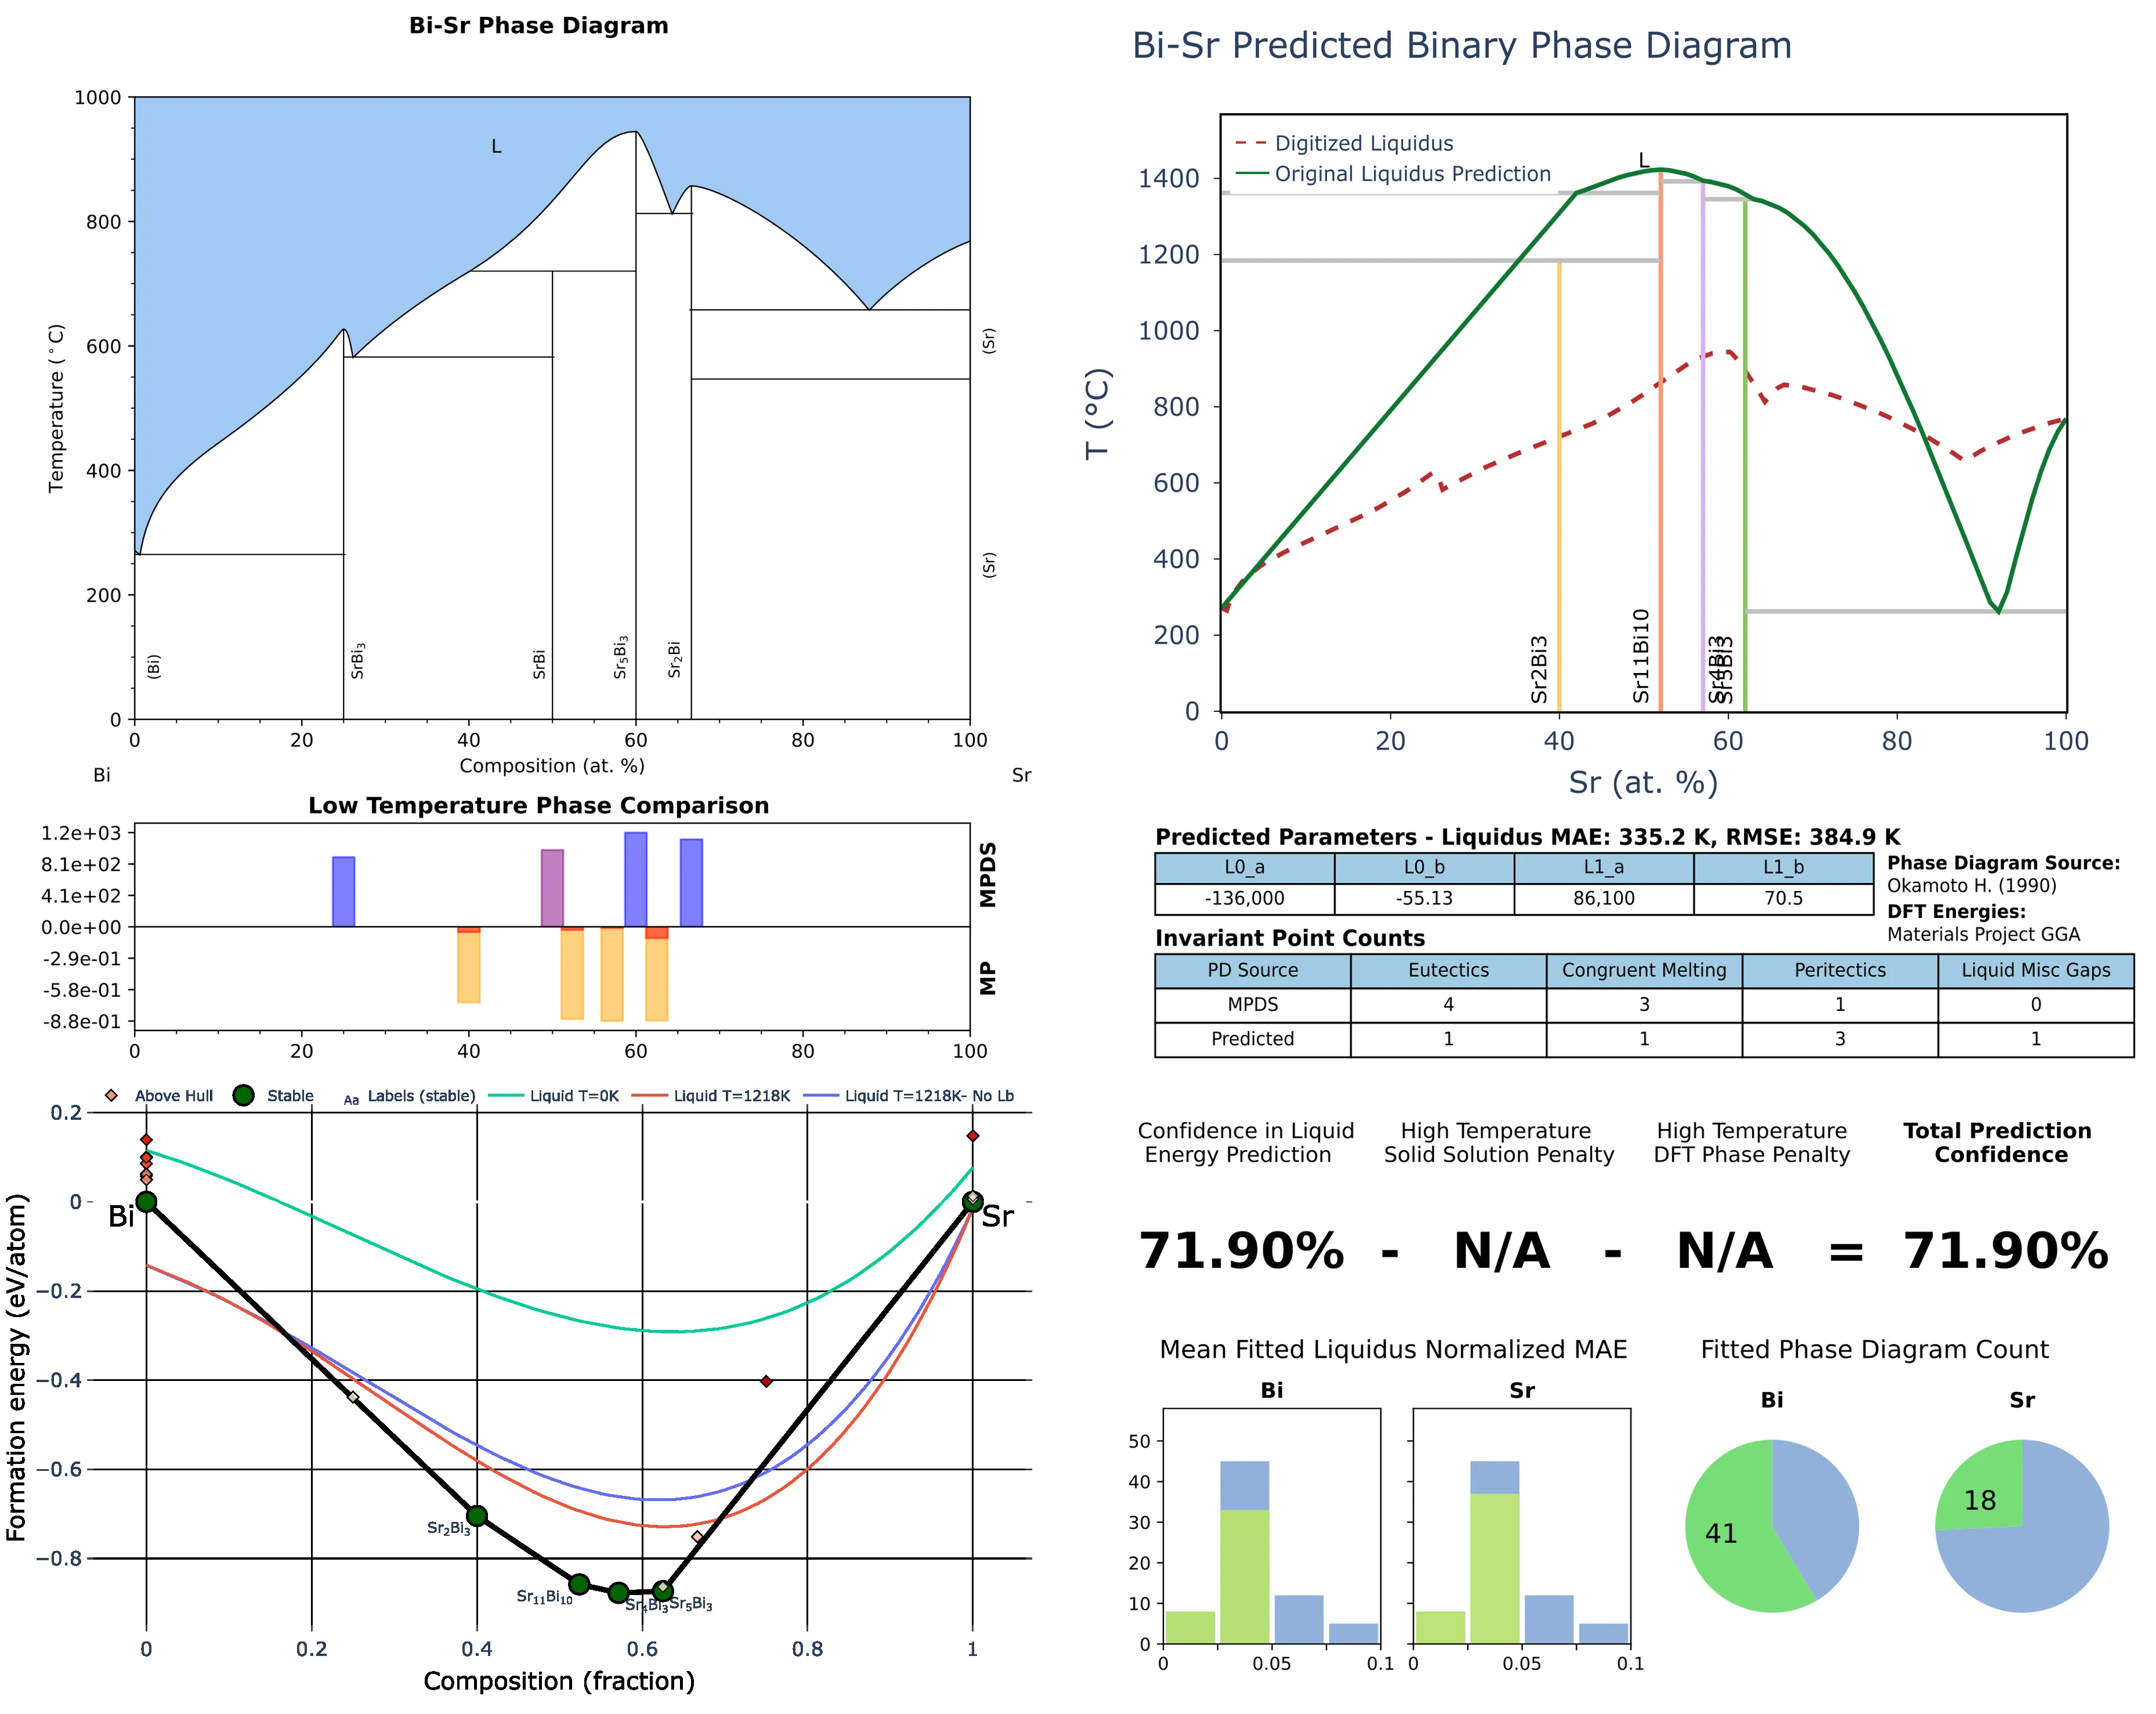 Bi-Sr Phase Diagram
1000
800
600
400
200
0
Temperature (°C)
L
(Bi)
SrBi3
SrBi
Sr5Bi3
Sr2Bi
(Sr)
(Sr)
0 20 40 60 80 100
Composition (at. %)
Bi Sr
Low Temperature Phase Comparison
1.2e+03
8.1e+02
4.1e+02
0.0e+00
-2.9e-01
-5.8e-01
-8.8e-01
MPDS
MP
0 20 40 60 80 100
Above Hull Stable Aa Labels (stable) Liquid T=0K Liquid T=1218K Liquid T=1218K- No Lb
0.2
0
−0.2
−0.4
−0.6
−0.8
Formation energy (eV/atom)
Bi
Sr
Sr2Bi3
Sr11Bi10
Sr4Bi3
Sr5Bi3
0 0.2 0.4 0.6 0.8 1
Composition (fraction)
Bi-Sr Predicted Binary Phase Diagram
Digitized Liquidus
Original Liquidus Prediction
L
1400
1200
1000
800
600
400
200
0
T (°C)
Sr2Bi3
Sr11Bi10
Sr4Bi3
Sr5Bi3
0 20 40 60 80 100
Sr (at. %)
Predicted Parameters - Liquidus MAE: 335.2 K, RMSE: 384.9 K
L0_a L0_b L1_a L1_b
-136,000 -55.13 86,100 70.5
Phase Diagram Source:
Okamoto H. (1990)
DFT Energies:
Materials Project GGA
Invariant Point Counts
PD Source Eutectics Congruent Melting Peritectics Liquid Misc Gaps
MPDS 4 3 1 0
Predicted 1 1 3 1
Confidence in Liquid
Energy Prediction
High Temperature
Solid Solution Penalty
High Temperature
DFT Phase Penalty
Total Prediction
Confidence
71.90% - N/A - N/A = 71.90%
Mean Fitted Liquidus Normalized MAE
Bi Sr
50
40
30
20
10
0
0 0.05 0.1
0 0.05 0.1
Fitted Phase Diagram Count
Bi Sr
41
18